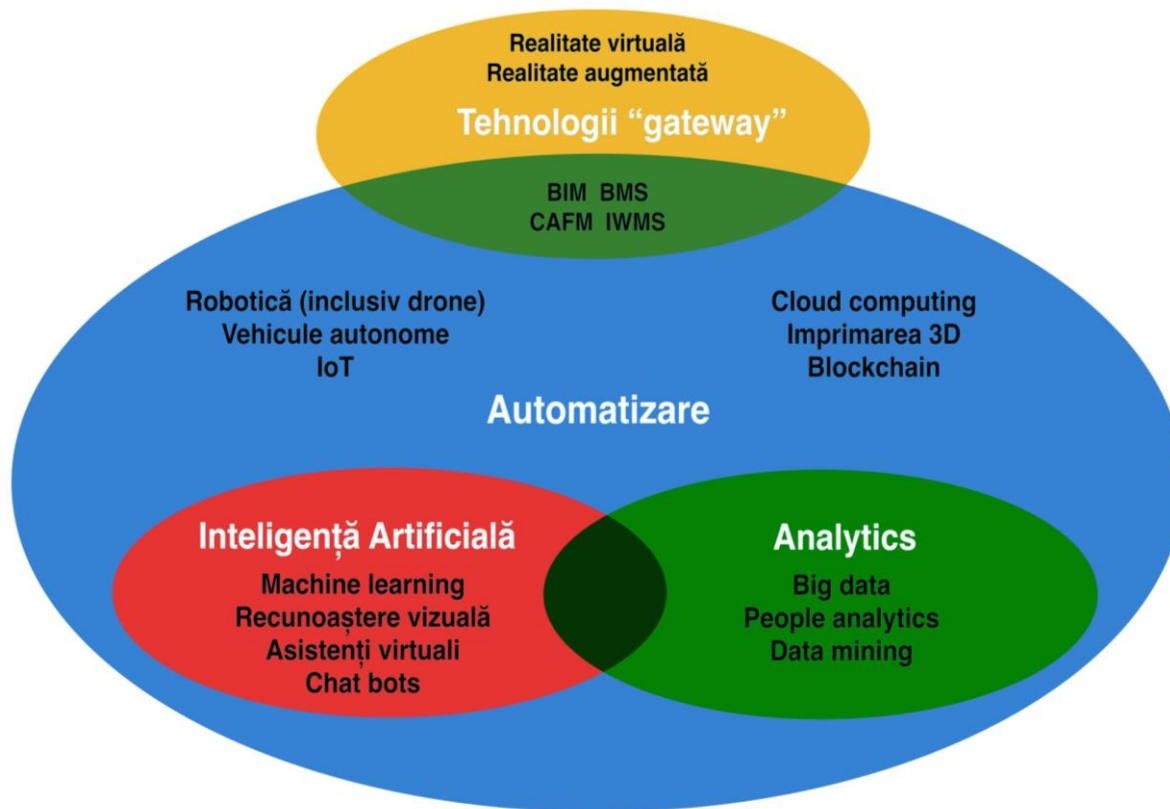 Realitate virtuală
Realitate augmentată
Tehnologii “gateway”
BIM BMS
CAFM IWMS
Robotică (inclusiv drone)
Vehicule autonome
IoT
Cloud computing
Imprimarea 3D
Blockchain
Automatizare
Inteligență Artificială
Machine learning
Recunoaștere vizuală
Asistenți virtuali
Chat bots
Analytics
Big data
People analytics
Data mining